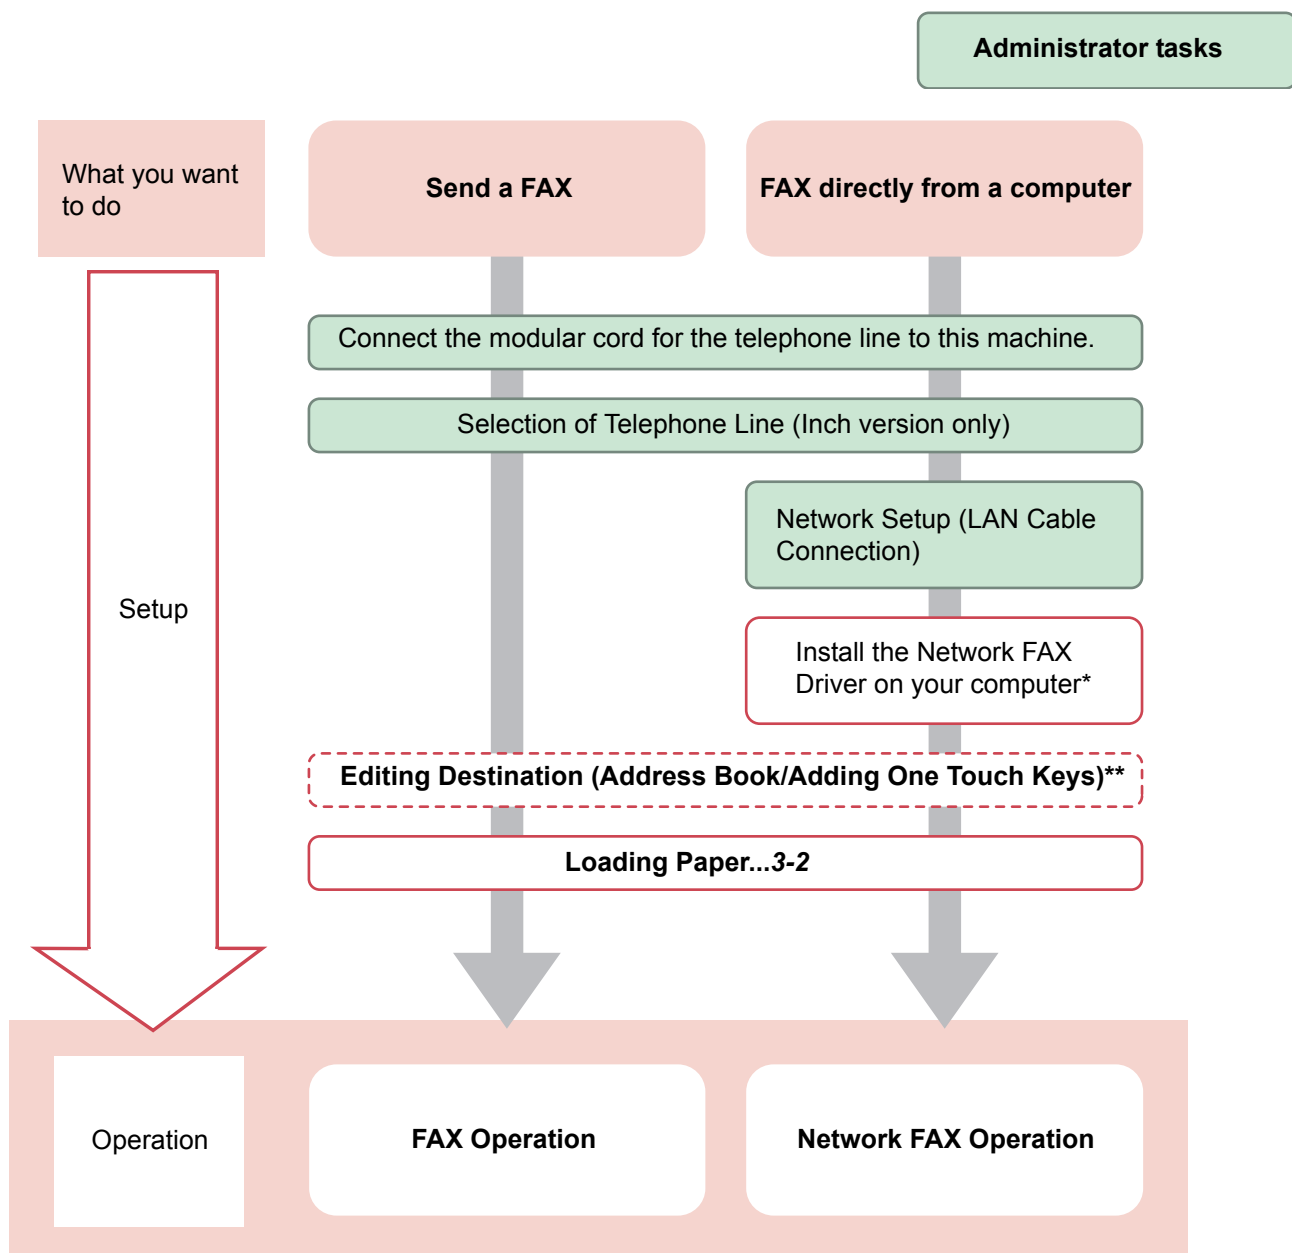 Administrator tasks
What you want
to do
Send a FAX
FAX directly from a computer
Connect the modular cord for the telephone line to this machine.
Selection of Telephone Line (Inch version only)
Network Setup (LAN Cable
Connection)
Setup
Install the Network FAX
Driver on your computer*
Editing Destination (Address Book/Adding One Touch Keys)**
Loading Paper...3-2
Operation
FAX Operation
Network FAX Operation